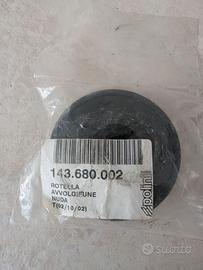 143.680.002
ROTELLA
AVVOLGIFUNE
NUDA
T(02/10/02)
polini
SUbito